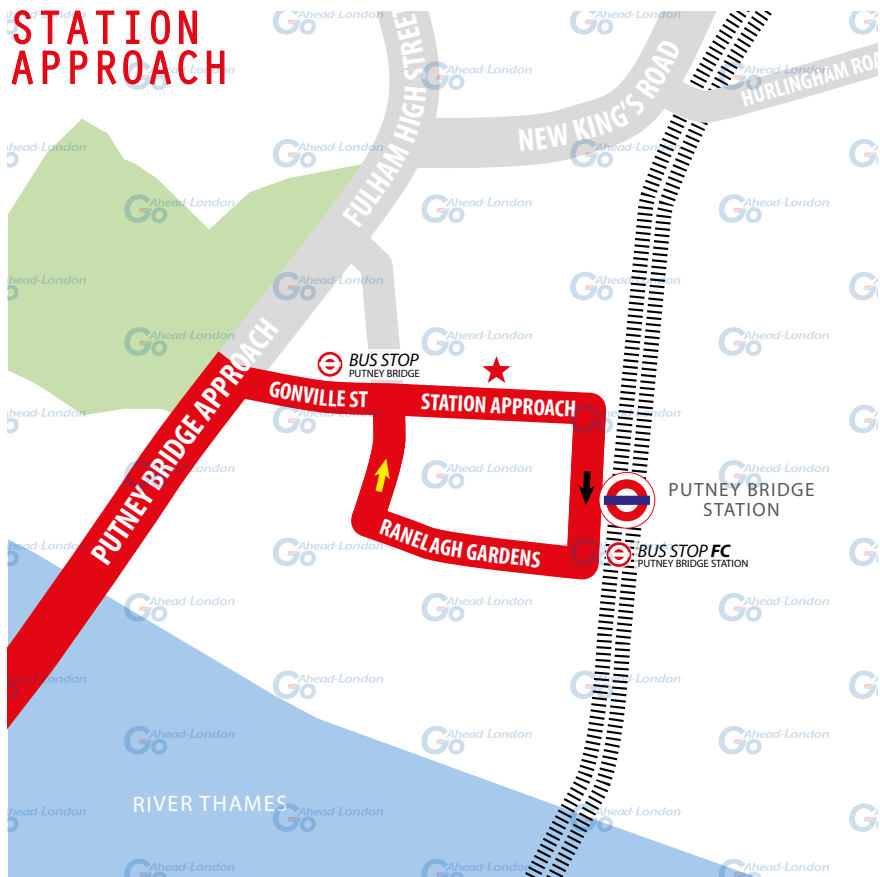 STATION
APPROACH
FULHAM HIGH STREET
NEW KING'S ROAD
HURLINGHAM ROA
PUTNEY BRIDGE APPROACH
BUS STOP
PUTNEY BRIDGE
GONVILLE ST
STATION APPROACH
RANELAGH GARDENS
PUTNEY BRIDGE
STATION
BUS STOP FC
PUTNEY BRIDGE STATION
RIVER THAMES
Go Ahead-London